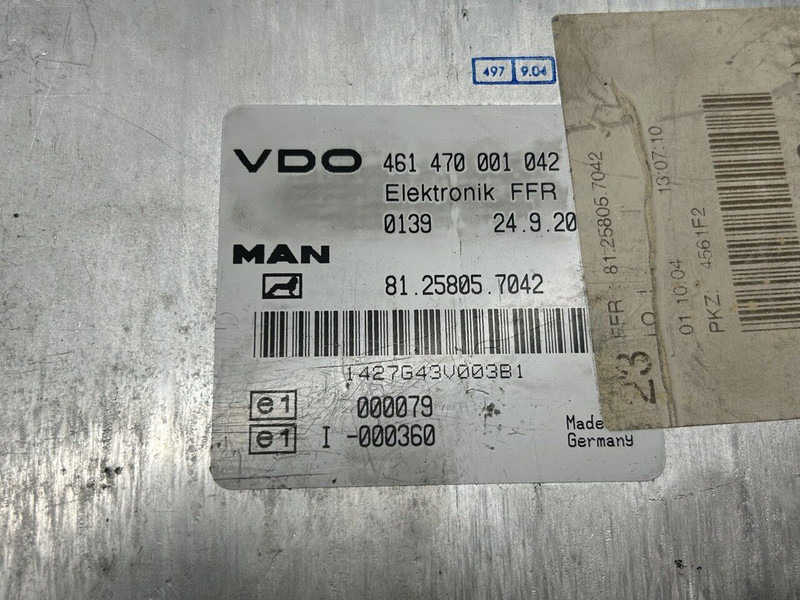 497 9.04
VDO 461 470 001 042
Elektronik FFR
0139 24.9.20
MAN
81.25805.7042
1427G43V003B1
e1 000079
e1 I -000360
Made
Germany
23 FFR : 81.25805.7042
01.10.04 13:07:10
PKZ: 4561F2